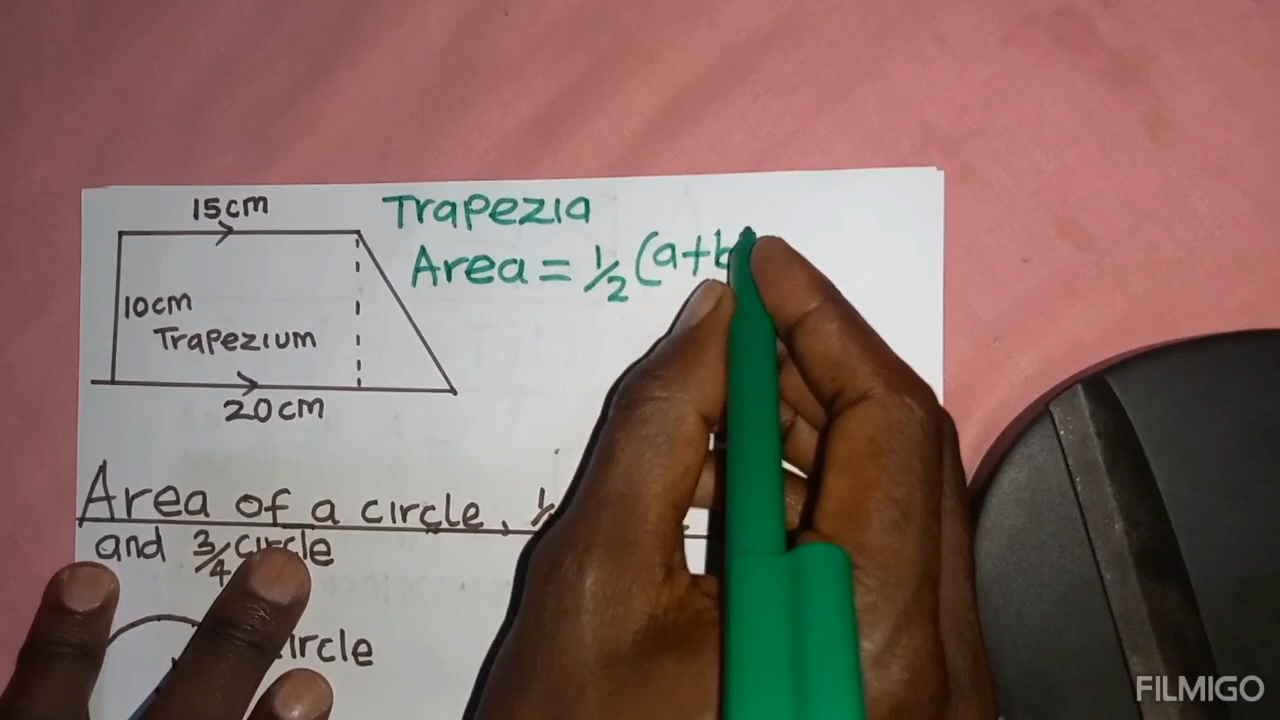 15cm
Trapezia
Area = 1/2 (a+b
10cm
Trapezium
20cm
Area of a circle,
and 3/4 circle
circle
FILMIGO